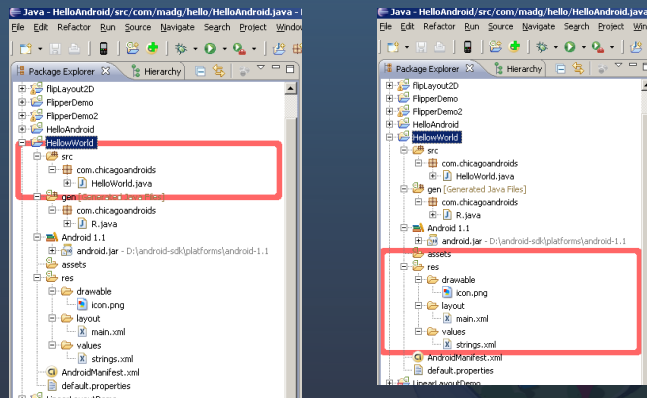 Java - HelloAndroid/src/com/madg/hello/HelloAndroid.java -
File Edit Refactor Run Source Navigate Search Project
Package Explorer Hierarchy
flipLayout2D
FlipperDemo
FlipperDemo2
HelloAndroid
HellowWorld
src
com.chicagoandroids
HelloWorld.java
gen [Generated Java Files]
com.chicagoandroids
R.java
Android 1.1
android.jar - D:\android-sdk\platforms\android-1.1
assets
res
drawable
icon.png
layout
main.xml
values
strings.xml
AndroidManifest.xml
default.properties
LinearLayoutDemo
Java - HelloAndroid/src/com/madg/hello/HelloAndroid.java
File Edit Refactor Run Source Navigate Search Project
Package Explorer Hierarchy
flipLayout2D
FlipperDemo
FlipperDemo2
HelloAndroid
HellowWorld
src
com.chicagoandroids
HelloWorld.java
gen [Generated Java Files]
com.chicagoandroids
R.java
Android 1.1
android.jar - D:\android-sdk\platforms\android-1.1
assets
res
drawable
icon.png
layout
main.xml
values
strings.xml
AndroidManifest.xml
default.properties
LinearLayoutDemo